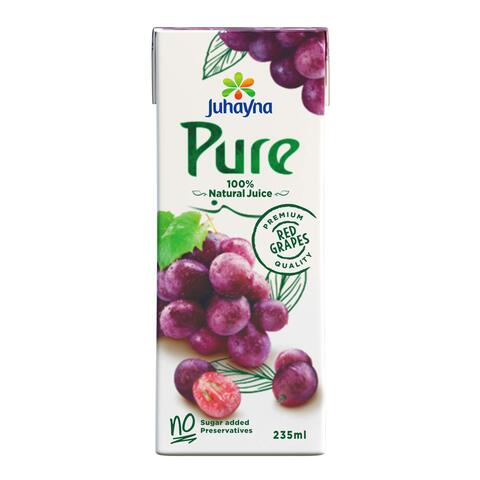 Juhayna
Pure
100%
Natural Juice
PREMIUM
RED
GRAPES
QUALITY
no
Sugar added
Preservatives
235ml